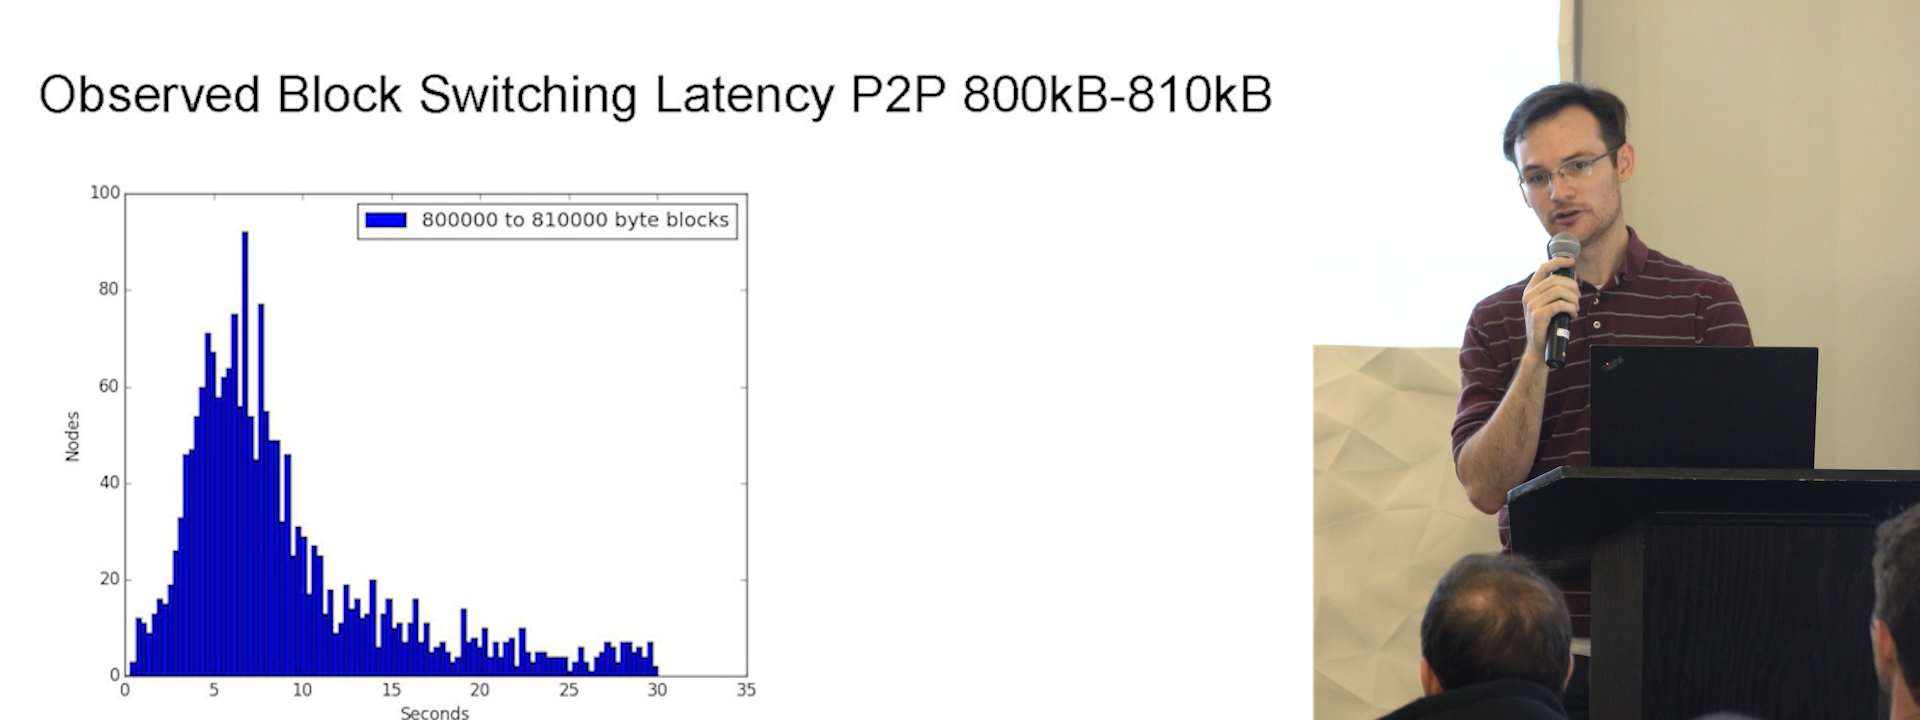 Observed Block Switching Latency P2P 800kB-810kB
800000 to 810000 byte blocks
100
80
60
40
20
0
Nodes
0 5 10 15 20 25 30 35
Seconds